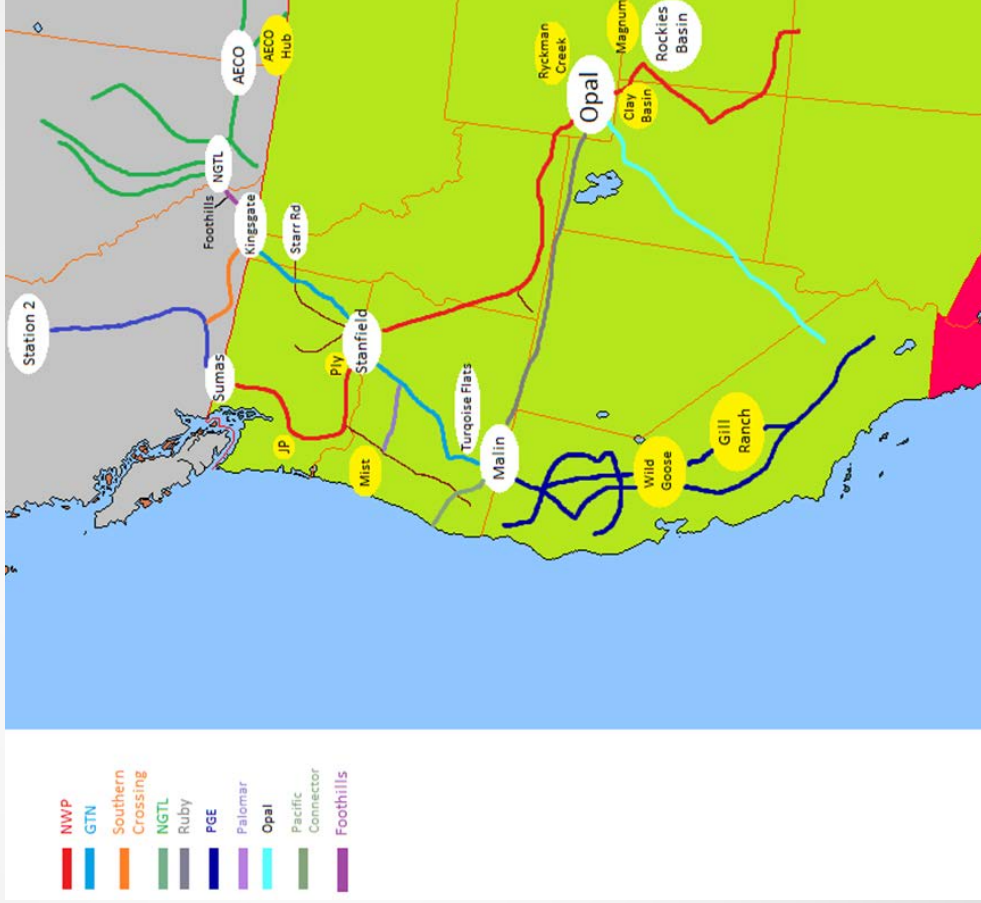 Station 2
AECO
AECO
Hub
NGTL
Foothills
Kingsgate
Starr Rd
Sumas
JP
Ply
Stanfield
Mist
Turqoise Flats
Malin
Wild
Goose
Gill
Ranch
Ryckman
Creek
Opal
Magnum
Rockies
Basin
Clay
Basin
NWP
GTN
Southern
Crossing
NGTL
Ruby
PGE
Palomar
Opal
Pacific
Connector
Foothills